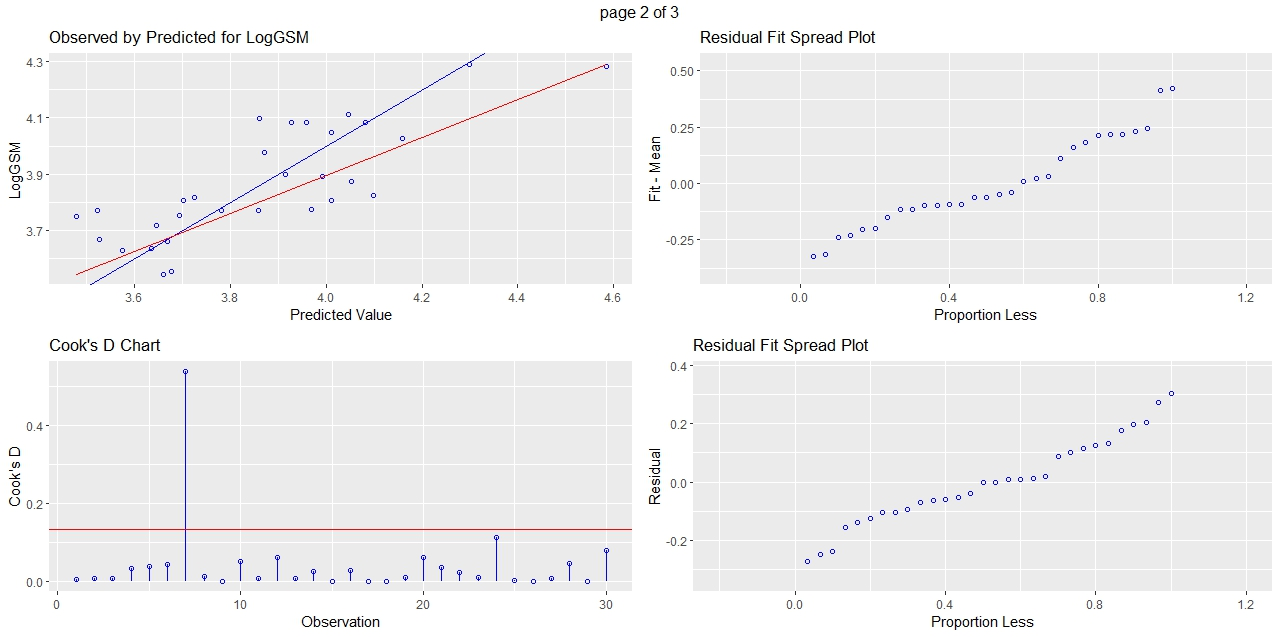 page 2 of 3
Observed by Predicted for LogGSM
4.3
4.1
3.9
3.7
LogGSM
3.6 3.8 4.0 4.2 4.4 4.6
Predicted Value
Residual Fit Spread Plot
0.50
0.25
0.00
-0.25
Fit - Mean
0.0 0.4 0.8 1.2
Proportion Less
Cook's D Chart
0.4
0.2
0.0
Cook's D
0 10 20 30
Observation
Residual Fit Spread Plot
0.4
0.2
0.0
-0.2
Residual
0.0 0.4 0.8 1.2
Proportion Less